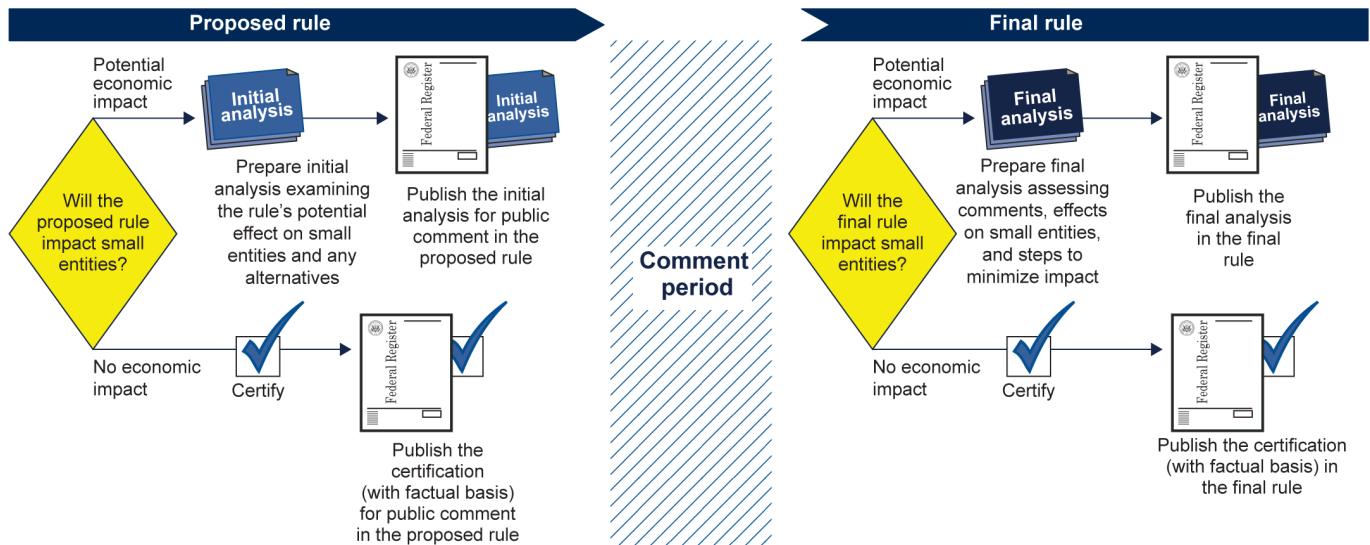 Proposed rule
Final rule
Potential
economic
impact
Initial
analysis
Federal Register
Initial
analysis
Will the
proposed rule
impact small
entities?
Prepare initial
analysis examining
the rule's potential
effect on small
entities and any
alternatives
Publish the initial
analysis for public
comment in the
proposed rule
No economic
impact
Certify
Federal Register
Publish the
certification
(with factual basis)
for public comment
in the proposed rule
Comment
period
Potential
economic
impact
Final
analysis
Federal Register
Final
analysis
Will the
final rule
impact small
entities?
Prepare final
analysis assessing
comments, effects
on small entities,
and steps to
minimize impact
Publish the
final analysis
in the final
rule
No economic
impact
Certify
Federal Register
Publish the certification
(with factual basis) in
the final rule